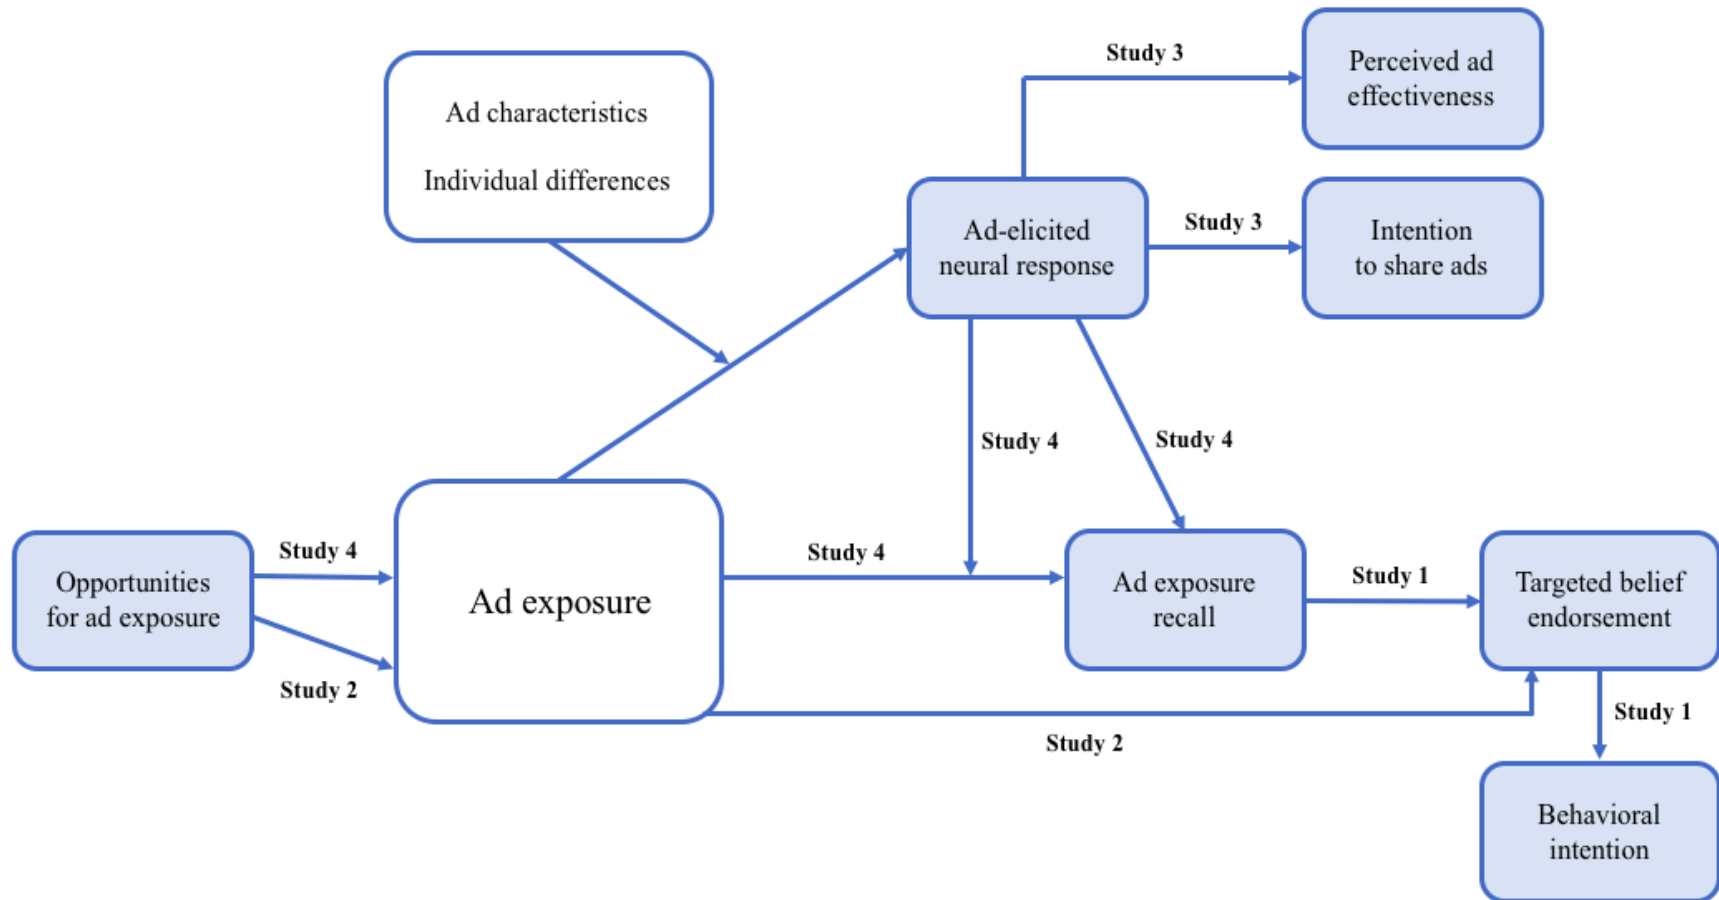 Study 3
Perceived ad
effectiveness
Ad characteristics
Individual differences
Ad-elicited
neural response
Study 3
Intention
to share ads
Study 4
Study 4
Opportunities
for ad exposure
Study 4
Study 2
Ad exposure
Study 4
Ad exposure
recall
Study 1
Targeted belief
endorsement
Study 2
Study 1
Behavioral
intention